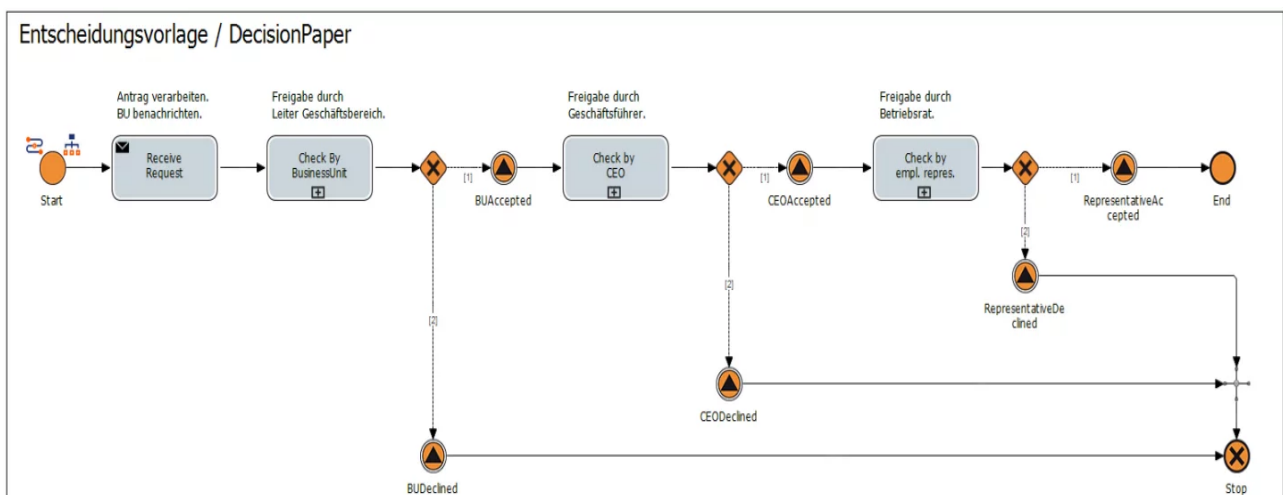 Entscheidungsvorlage / DecisionPaper
Antrag verarbeiten.
BU benachrichten.
Freigabe durch
Leiter Geschäftsbereich.
Freigabe durch
Geschäftsführer.
Freigabe durch
Betriebsrat.
Start
Receive
Request
Check By
BusinessUnit
[1]
BUAccepted
Check by
CEO
[1]
CEOAccepted
Check by
empl. repres.
[1]
RepresentativeAc
cepted
End
[2]
RepresentativeDe
clined
[2]
CEODeclined
[2]
BUDeclined
Stop